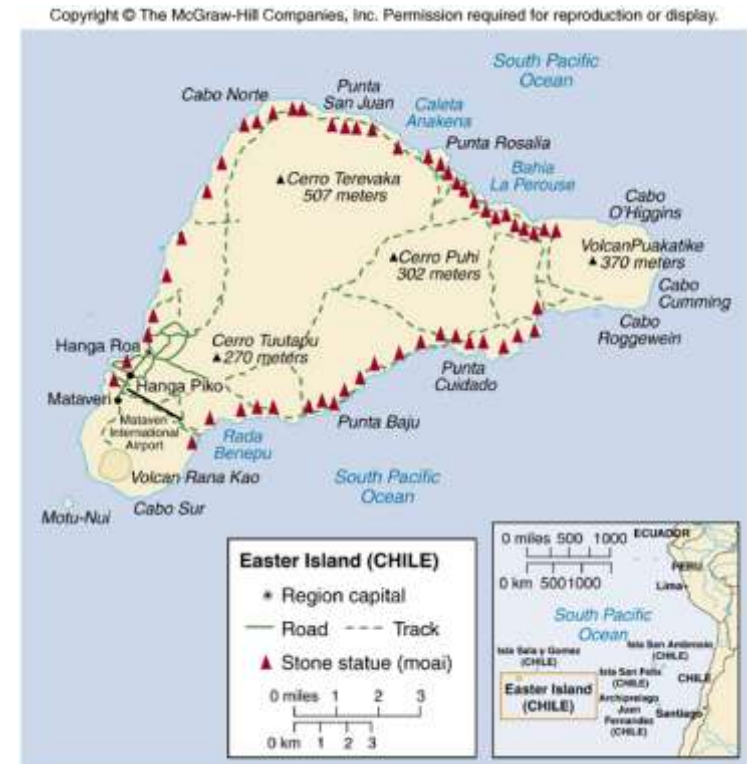 Copyright © The McGraw-Hill Companies, Inc. Permission required for reproduction or display.
South Pacific
Ocean
Cabo Norte
Punta
San Juan
Caleta
Anakena
Punta Rosalia
Bahia
La Perouse
Cerro Terevaka
507 meters
Cabo
O'Higgins
VolcanPuakatike
370 meters
Cerro Puhi
302 meters
Cabo
Cumming
Cabo
Roggewein
Hanga Roa
Cerro Tuutapu
270 meters
Hanga Piko
Mataveri
Mataveri
International
Airport
Punta
Cuidado
Punta Baju
Rada
Benepu
Volcan Rana Kao
South Pacific
Ocean
Motu-Nui
Cabo Sur
Easter Island (CHILE)
Region capital
Road
Track
Stone statue (moai)
0 miles 1 2 3
0 km 1 2 3
0 miles 500 1000
0 km 500 1000
ECUADOR
PERU
Lima
South Pacific
Ocean
Isla Sala y Gomez
(CHILE)
Isla San Ambrosio
(CHILE)
Isla San Felix
(CHILE)
CHILE
Easter Island
(CHILE)
Archipielago
Juan
Fernandez
(CHILE)
Santiago